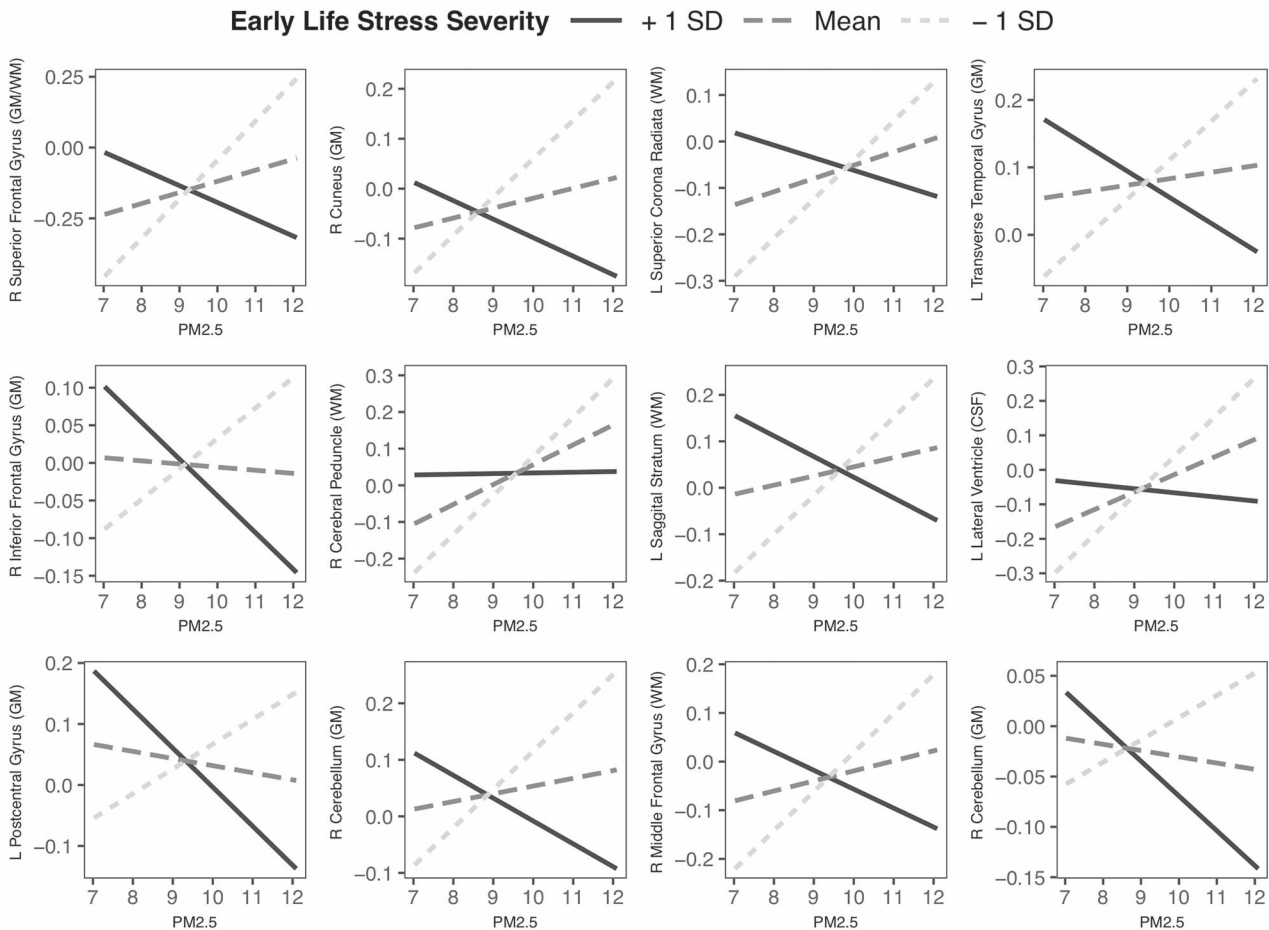 Early Life Stress Severity + 1 SD Mean − 1 SD
R Superior Frontal Gyrus (GM/WM)
0.25
0.00
−0.25
7 8 9 10 11 12
PM2.5
R Cuneus (GM)
0.2
0.1
0.0
−0.1
7 8 9 10 11 12
PM2.5
L Superior Corona Radiata (WM)
0.1
0.0
−0.1
−0.2
−0.3
7 8 9 10 11 12
PM2.5
L Transverse Temporal Gyrus (GM)
0.2
0.1
0.0
7 8 9 10 11 12
PM2.5
R Inferior Frontal Gyrus (GM)
0.10
0.05
0.00
−0.05
−0.10
−0.15
7 8 9 10 11 12
PM2.5
R Cerebral Peduncle (WM)
0.3
0.2
0.1
0.0
−0.1
−0.2
7 8 9 10 11 12
PM2.5
L Saggital Stratum (WM)
0.2
0.1
0.0
−0.1
−0.2
7 8 9 10 11 12
PM2.5
L Lateral Ventricle (CSF)
0.3
0.2
0.1
0.0
−0.1
−0.2
−0.3
7 8 9 10 11 12
PM2.5
L Postcentral Gyrus (GM)
0.2
0.1
0.0
−0.1
7 8 9 10 11 12
PM2.5
R Cerebellum (GM)
0.2
0.1
0.0
−0.1
7 8 9 10 11 12
PM2.5
R Middle Frontal Gyrus (WM)
0.2
0.1
0.0
−0.1
−0.2
7 8 9 10 11 12
PM2.5
R Cerebellum (GM)
0.05
0.00
−0.05
−0.10
−0.15
7 8 9 10 11 12
PM2.5